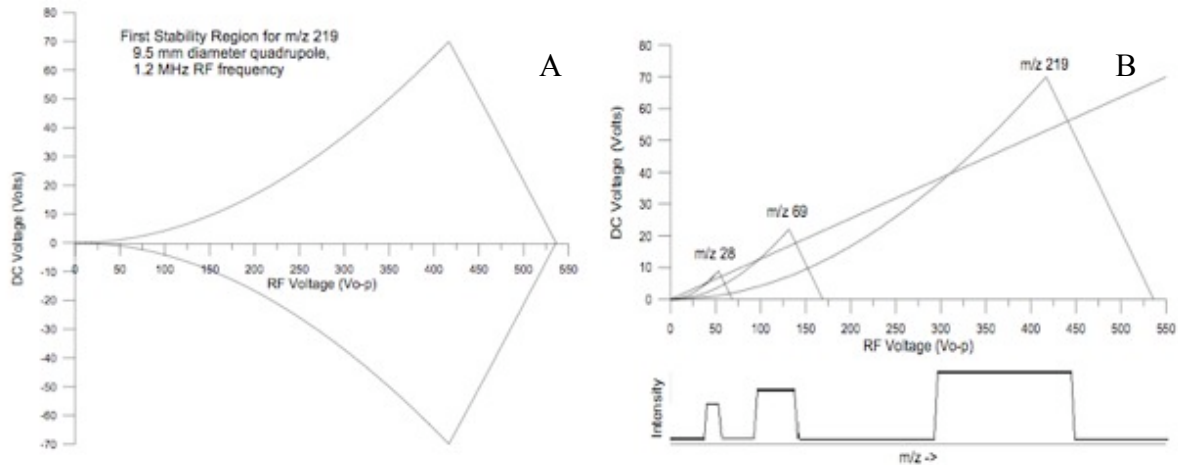 First Stability Region for m/z 219
9.5 mm diameter quadrupole,
1.2 MHz RF frequency
A
80
70
60
50
40
30
20
10
0
-10
-20
-30
-40
-50
-60
-70
DC Voltage (Volts)
0 50 100 150 200 250 300 350 400 450 500 550
RF Voltage (Vo-p)
B
m/z 219
m/z 69
m/z 28
80
70
60
50
40
30
20
10
0
DC Voltage (Volts)
0 50 100 150 200 250 300 350 400 450 500 550
RF Voltage (Vo-p)
Intensity
m/z ->